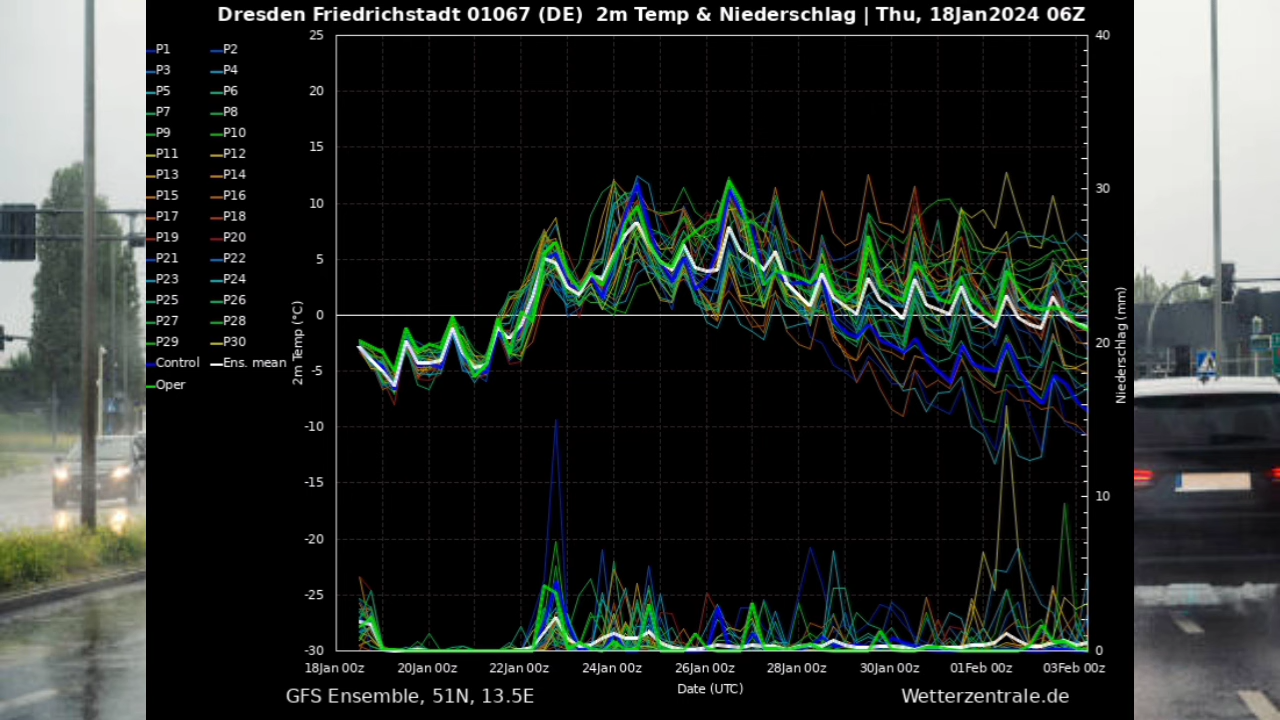 Dresden Friedrichstadt 01067 (DE)  2m Temp & Niederschlag | Thu, 18Jan2024 06Z
P1 P2
P3 P4
P5 P6
P7 P8
P9 P10
P11 P12
P13 P14
P15 P16
P17 P18
P19 P20
P21 P22
P23 P24
P25 P26
P27 P28
P29 P30
Control Ens. mean
Oper
2m Temp (°C)
25
20
15
10
5
0
-5
-10
-15
-20
-25
-30
40
30
20
10
0
Niederschlag (mm)
18Jan 00z 20Jan 00z 22Jan 00z 24Jan 00z 26Jan 00z 28Jan 00z 30Jan 00z 01Feb 00z 03Feb 00z
Date (UTC)
GFS Ensemble, 51N, 13.5E
Wetterzentrale.de